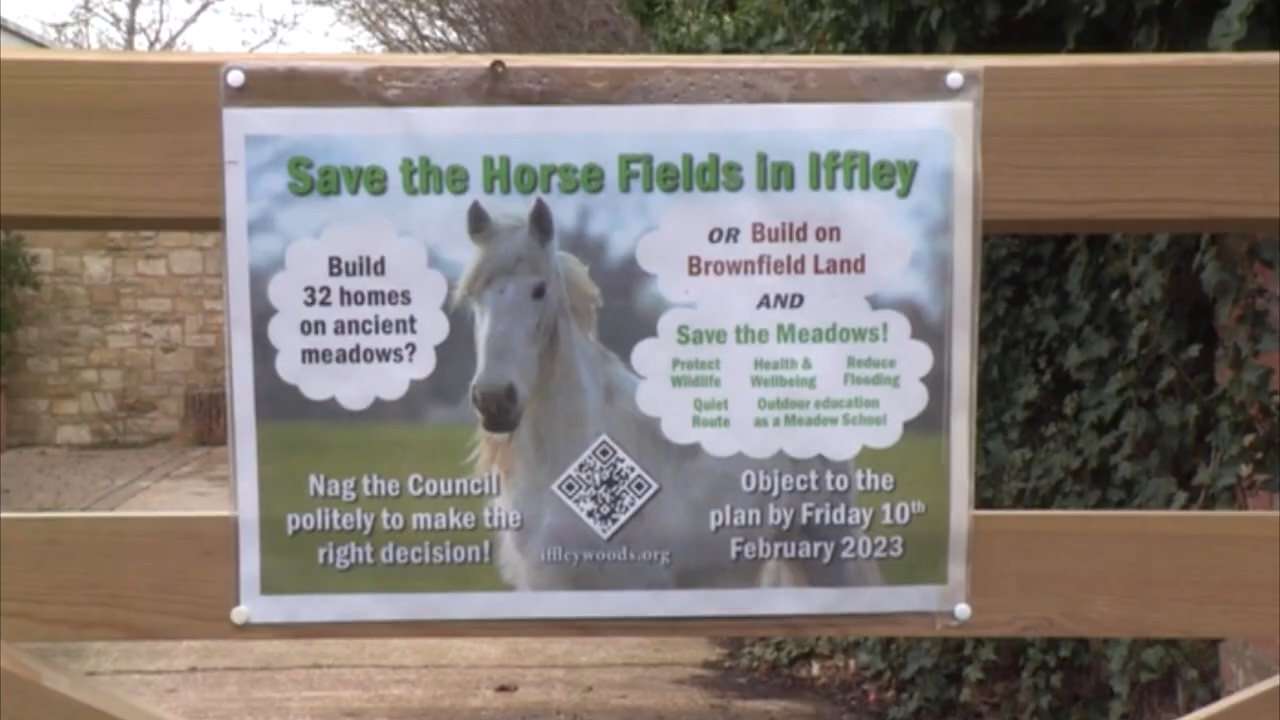 Save the Horse Fields in Iffley
Build
32 homes
on ancient
meadows?
OR Build on
Brownfield Land
AND
Save the Meadows!
Protect
Wildlife
Health &
Wellbeing
Reduce
Flooding
Quiet
Route
Outdoor education
as a Meadow School
Nag the Council
politely to make the
right decision!
iffleywoods.org
Object to the
plan by Friday 10th
February 2023